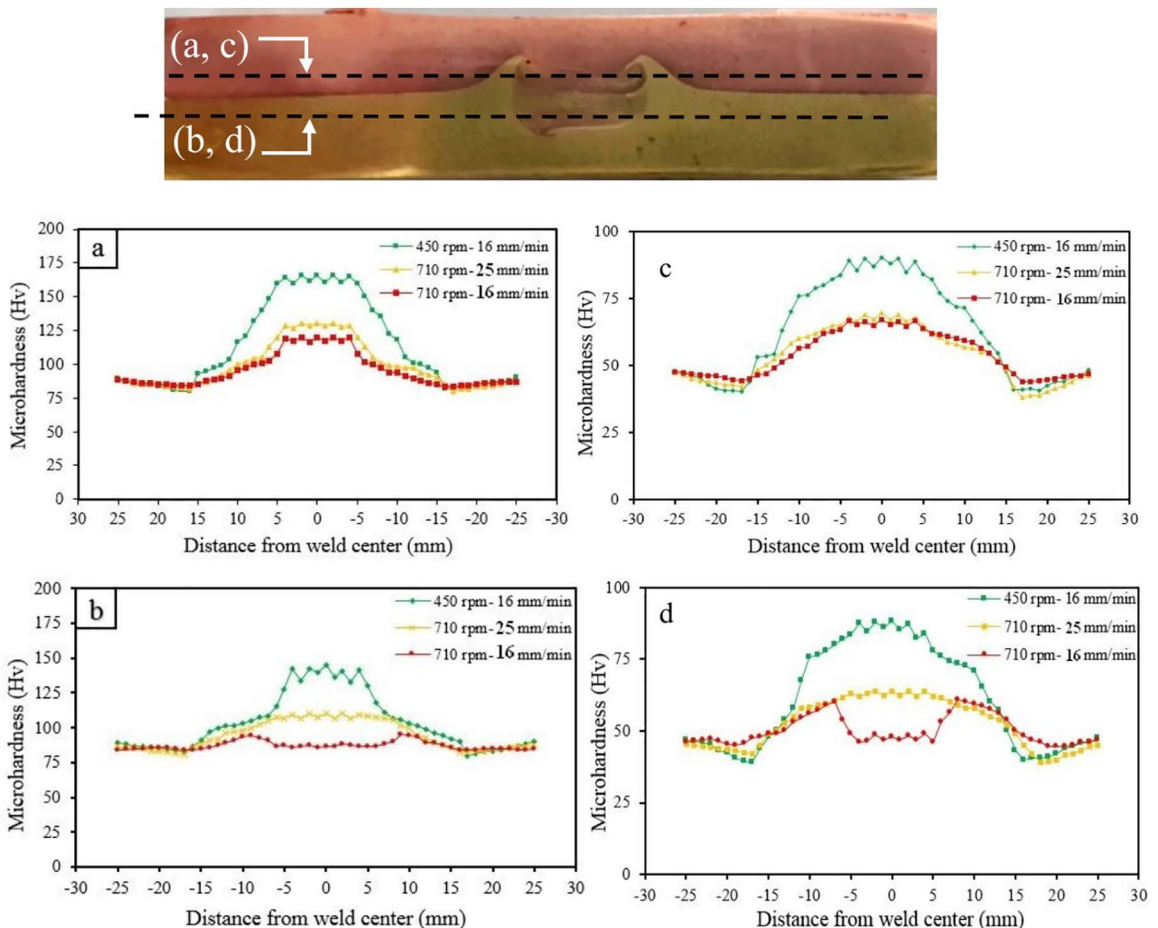 (a, c)
(b, d)
a
200
175
150
125
100
75
50
25
0
Microhardness (Hv)
450 rpm- 16 mm/min
710 rpm- 25 mm/min
710 rpm- 16 mm/min
30 25 20 15 10 5 0 -5 -10 -15 -20 -25 -30
Distance from weld center (mm)
c
100
75
50
25
0
Microhardness (Hv)
450 rpm- 16 mm/min
710 rpm- 25 mm/min
710 rpm- 16 mm/min
-30 -25 -20 -15 -10 -5 0 5 10 15 20 25 30
Distance from weld center (mm)
b
200
175
150
125
100
75
50
25
0
Microhardness (Hv)
450 rpm- 16 mm/min
710 rpm- 25 mm/min
710 rpm- 16 mm/min
-30 -25 -20 -15 -10 -5 0 5 10 15 20 25 30
Distance from weld center (mm)
d
100
75
50
25
0
Microhardness (Hv)
450 rpm- 16 mm/min
710 rpm- 25 mm/min
710 rpm- 16 mm/min
-30 -25 -20 -15 -10 -5 0 5 10 15 20 25 30
Distance from weld center (mm)